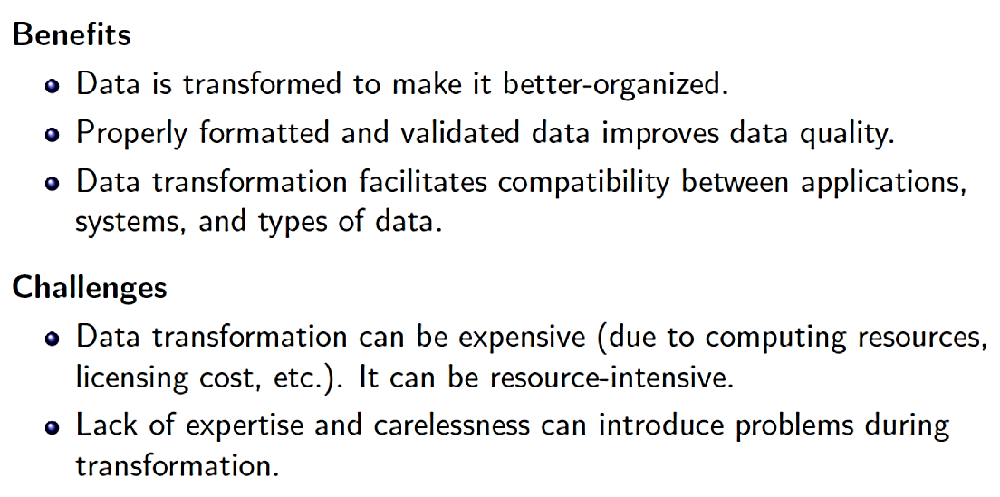 Benefits
Data is transformed to make it better-organized.
Properly formatted and validated data improves data quality.
Data transformation facilitates compatibility between applications,
systems, and types of data.
Challenges
Data transformation can be expensive (due to computing resources,
licensing cost, etc.). It can be resource-intensive.
Lack of expertise and carelessness can introduce problems during
transformation.